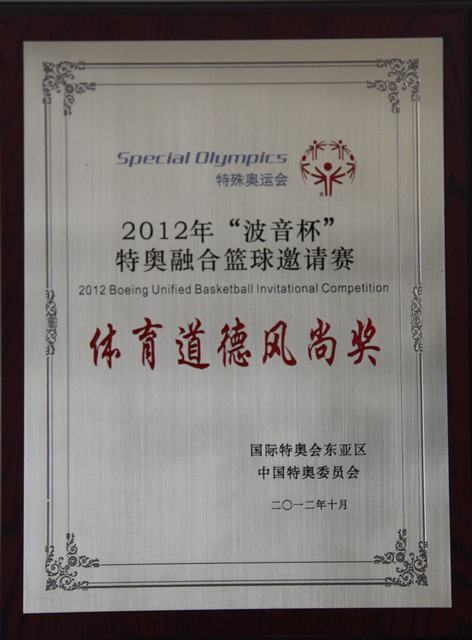 Special Olympics
特殊奥运会
2012年“波音杯”
特奥融合篮球邀请赛
2012 Boeing Unified Basketball Invitational Competition
体育道德风尚奖
国际特奥会东亚区
中国特奥委员会
二〇一二年十月